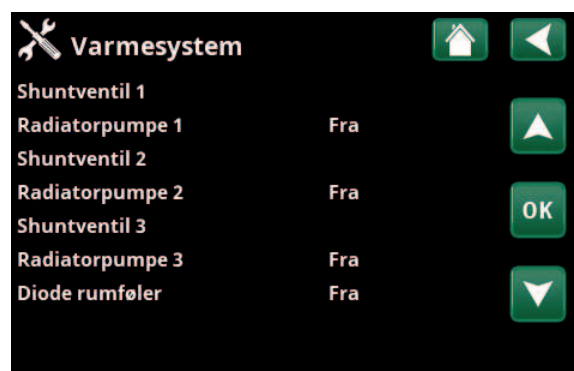 Varmesystem
Shuntventil 1
Radiatorpumpe 1 Fra
Shuntventil 2
Radiatorpumpe 2 Fra
OK
Shuntventil 3
Radiatorpumpe 3 Fra
Diode rumføler Fra